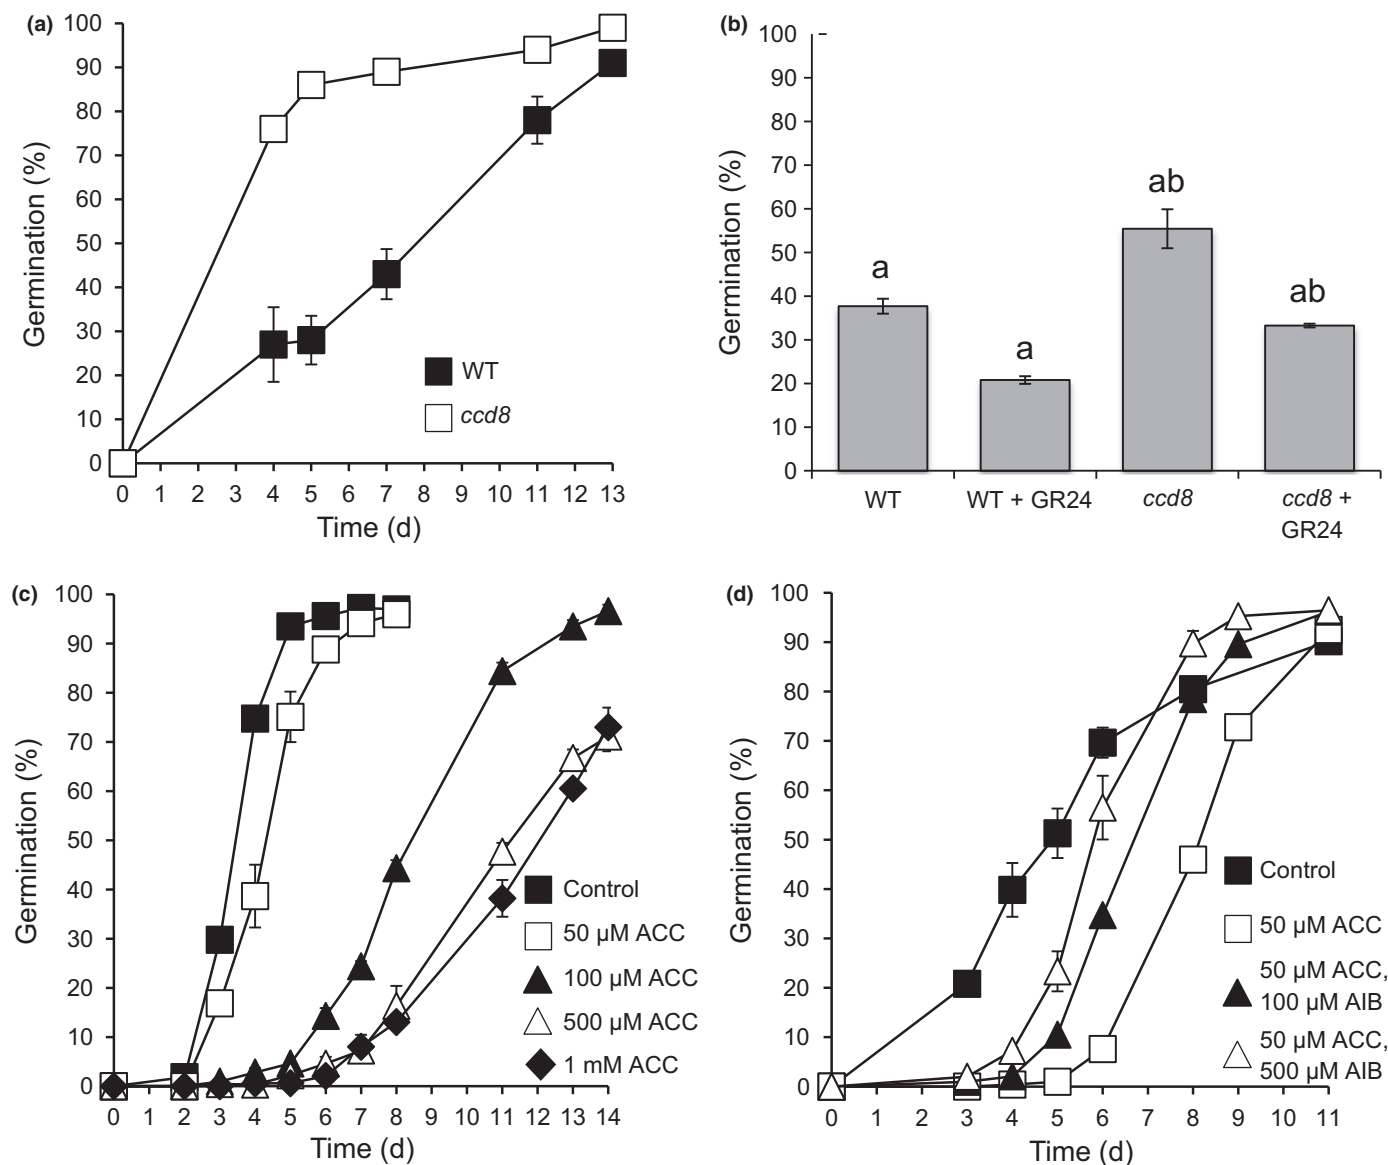 (a)
100
90
80
70
60
50
40
30
20
10
0
Germination (%)
WT
ccd8
0 1 2 3 4 5 6 7 8 9 10 11 12 13
Time (d)
(b)
100
90
80
70
60
50
40
30
20
10
0
Germination (%)
a
a
ab
ab
WT
WT + GR24
ccd8
ccd8 +
GR24
(c)
100
90
80
70
60
50
40
30
20
10
0
Germination (%)
Control
50 µM ACC
100 µM ACC
500 µM ACC
1 mM ACC
0 1 2 3 4 5 6 7 8 9 10 11 12 13 14
Time (d)
(d)
100
90
80
70
60
50
40
30
20
10
0
Germination (%)
Control
50 µM ACC
50 µM ACC,
100 µM AIB
50 µM ACC,
500 µM AIB
0 1 2 3 4 5 6 7 8 9 10 11
Time (d)